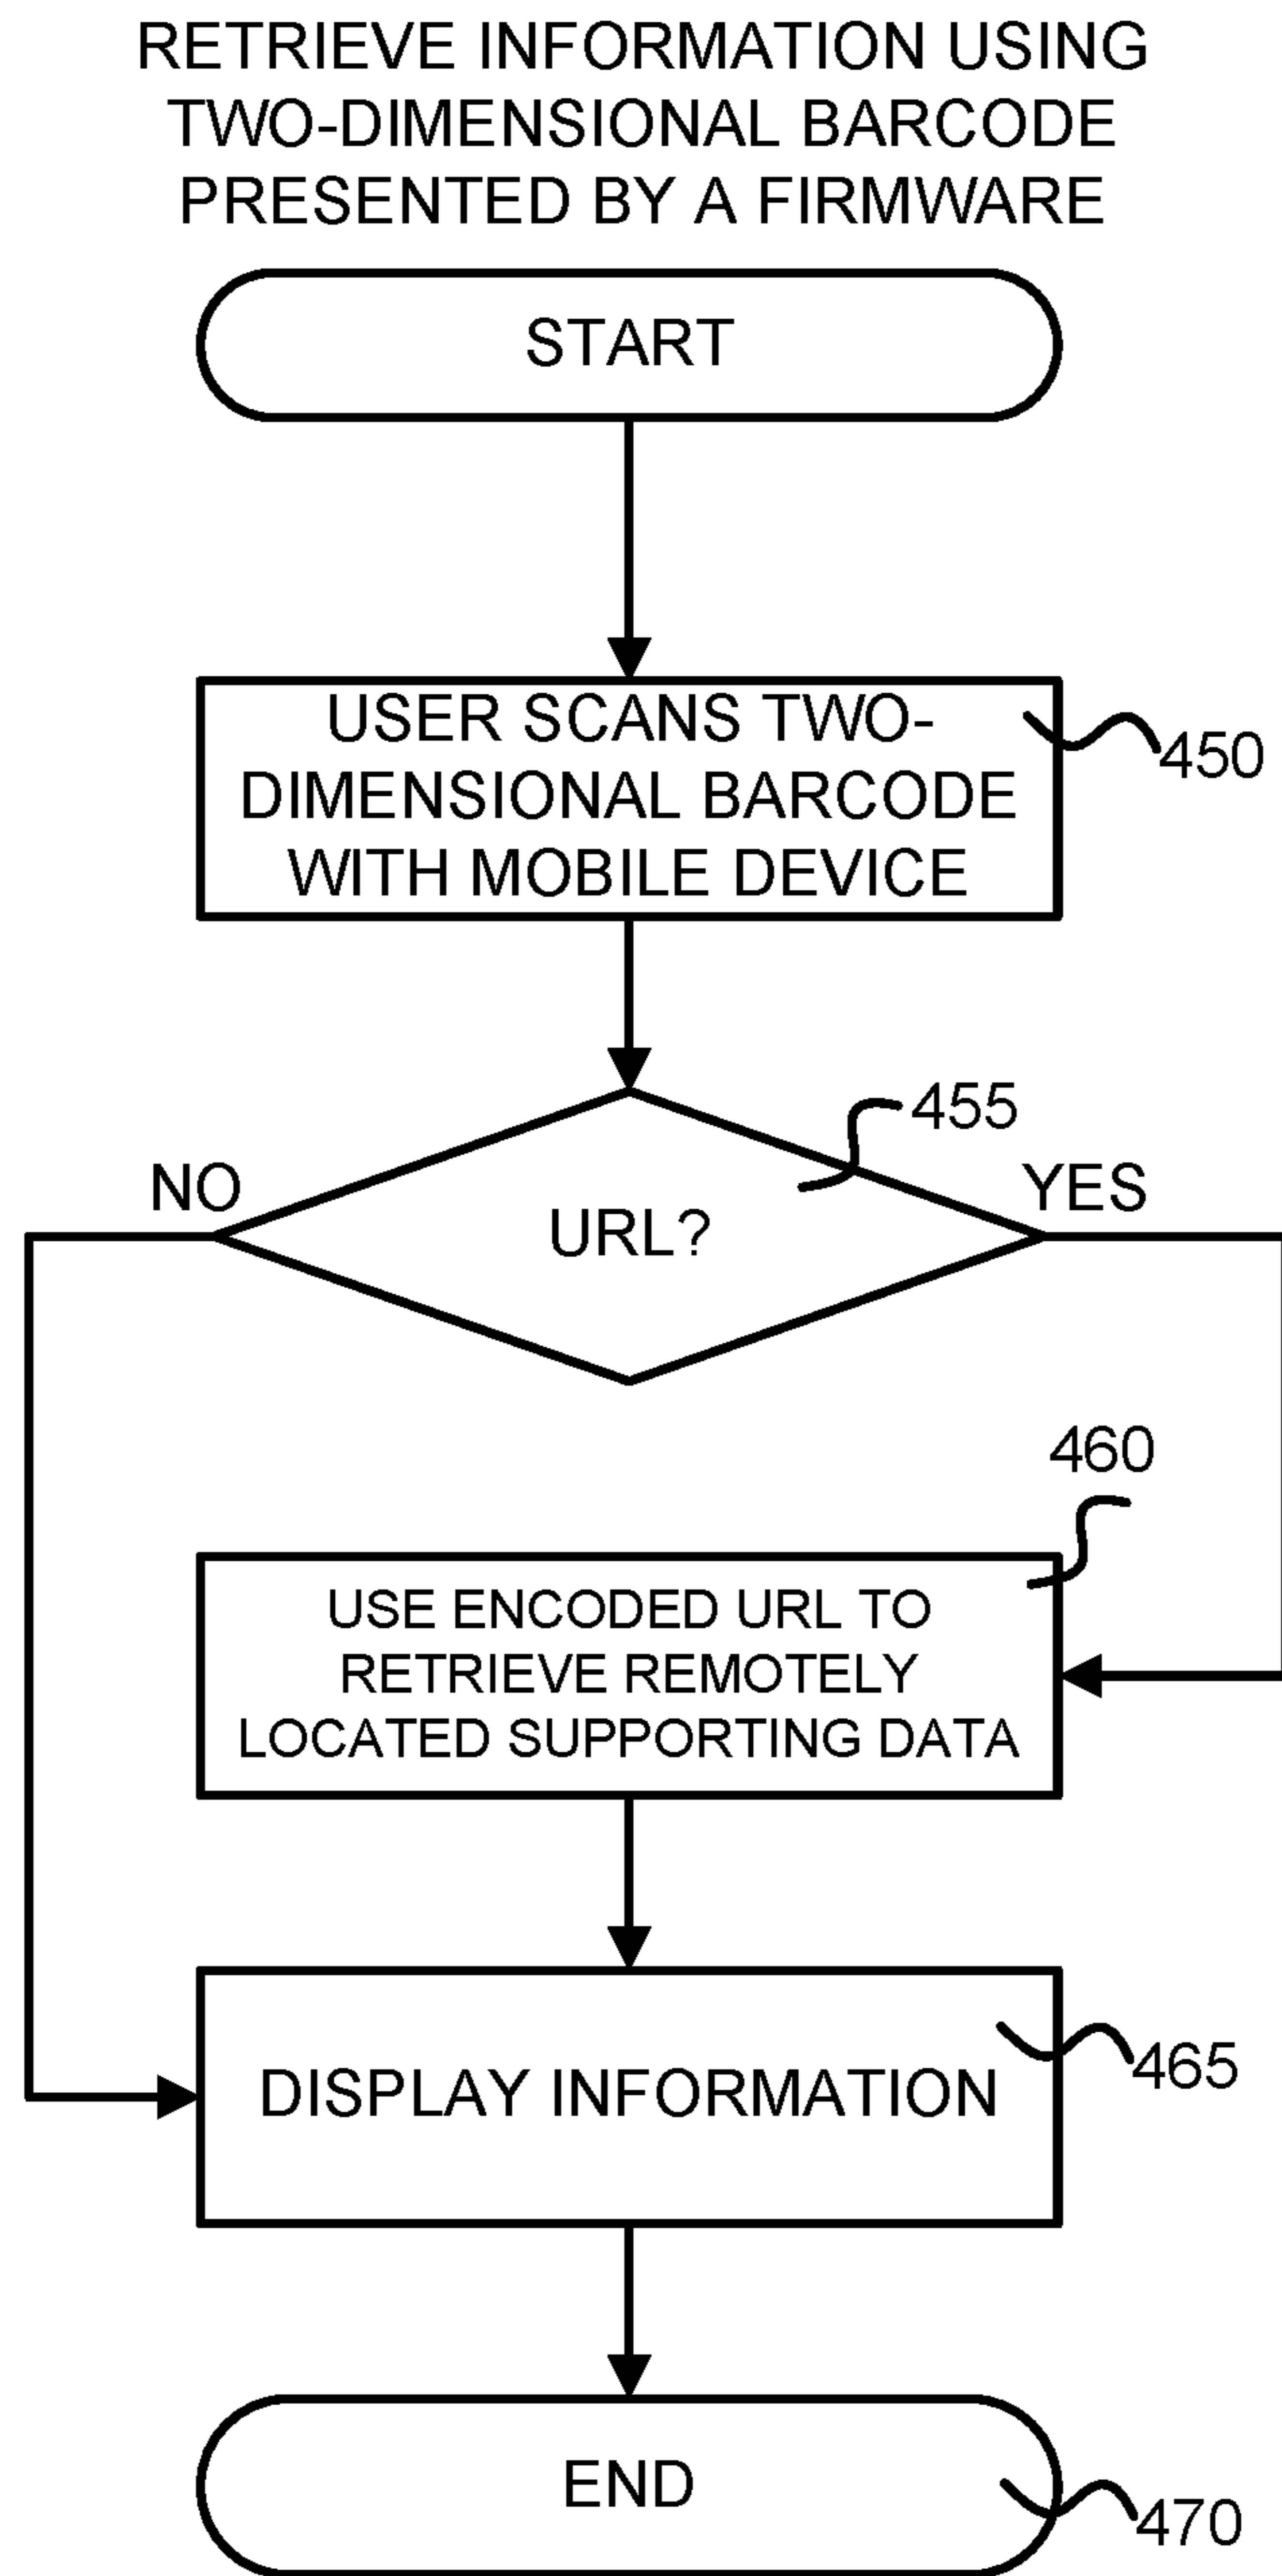 RETRIEVE INFORMATION USING
TWO-DIMENSIONAL BARCODE
PRESENTED BY A FIRMWARE
START
USER SCANS TWO-
DIMENSIONAL BARCODE
WITH MOBILE DEVICE
450
455
NO
YES
URL?
460
USE ENCODED URL TO
RETRIEVE REMOTELY
LOCATED SUPPORTING DATA
DISPLAY INFORMATION
465
END
470